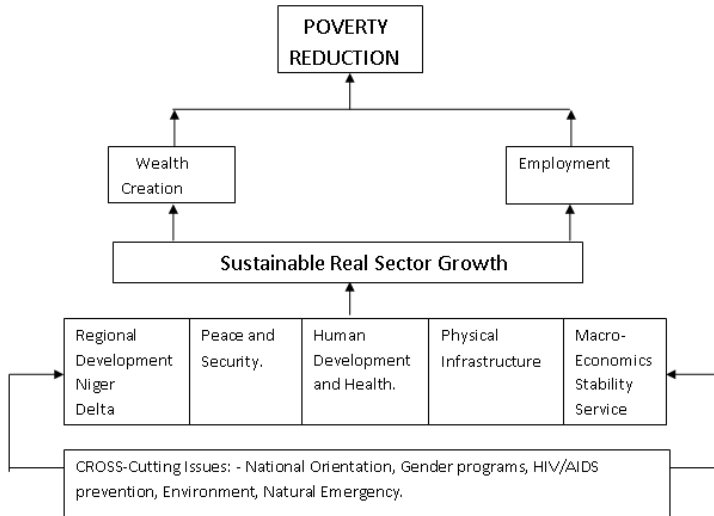 POVERTY
REDUCTION
Wealth
Creation
Employment
Sustainable Real Sector Growth
Regional
Development
Niger
Delta
Peace and
Security.
Human
Development
and Health.
Physical
Infrastructure
Macro-
Economics
Stability
Service
CROSS-Cutting Issues: - National Orientation, Gender programs, HIV/AIDS
prevention, Environment, Natural Emergency.